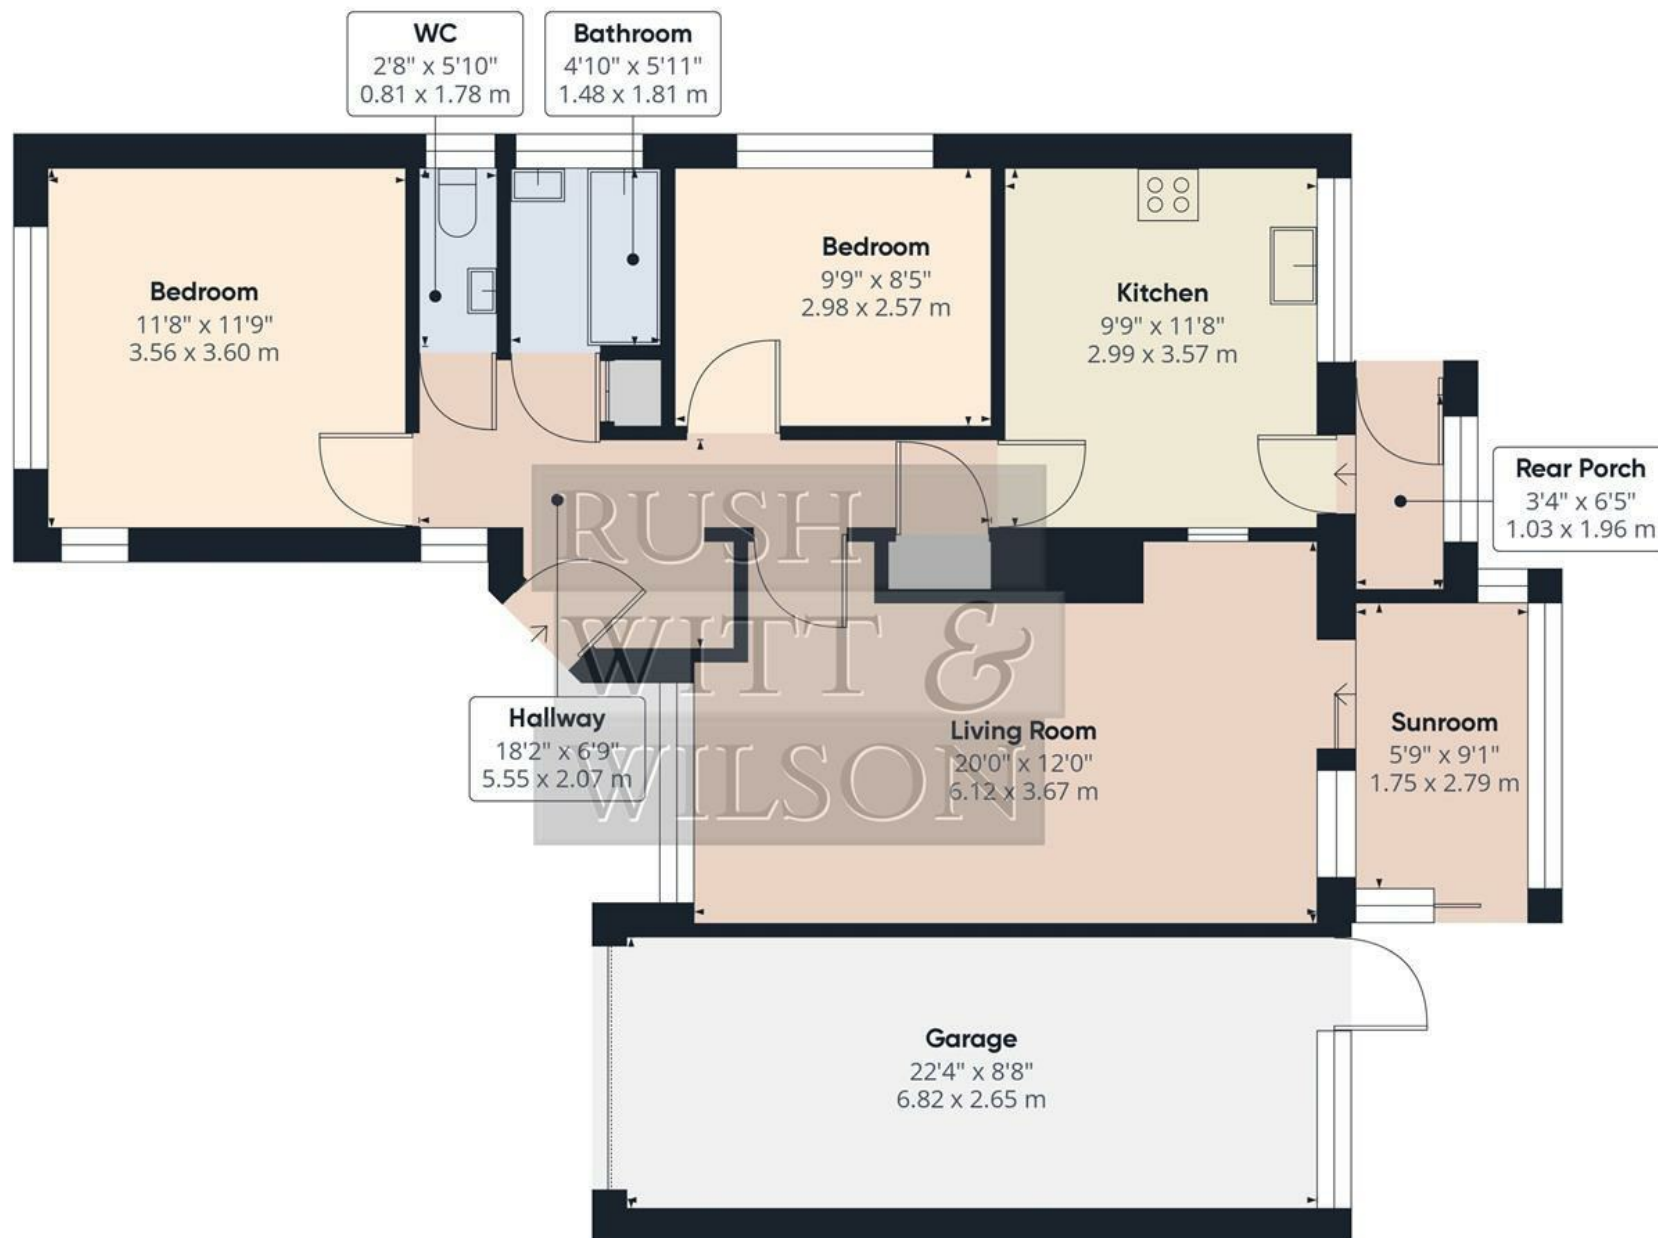 WC
2'8" x 5'10"
0.81 x 1.78 m
Bathroom
4'10" x 5'11"
1.48 x 1.81 m
Bedroom
11'8" x 11'9"
3.56 x 3.60 m
Bedroom
9'9" x 8'5"
2.98 x 2.57 m
Kitchen
9'9" x 11'8"
2.99 x 3.57 m
Rear Porch
3'4" x 6'5"
1.03 x 1.96 m
RUSH
WITT &
WILSON
Hallway
18'2" x 6'9"
5.55 x 2.07 m
Living Room
20'0" x 12'0"
6.12 x 3.67 m
Sunroom
5'9" x 9'1"
1.75 x 2.79 m
Garage
22'4" x 8'8"
6.82 x 2.65 m